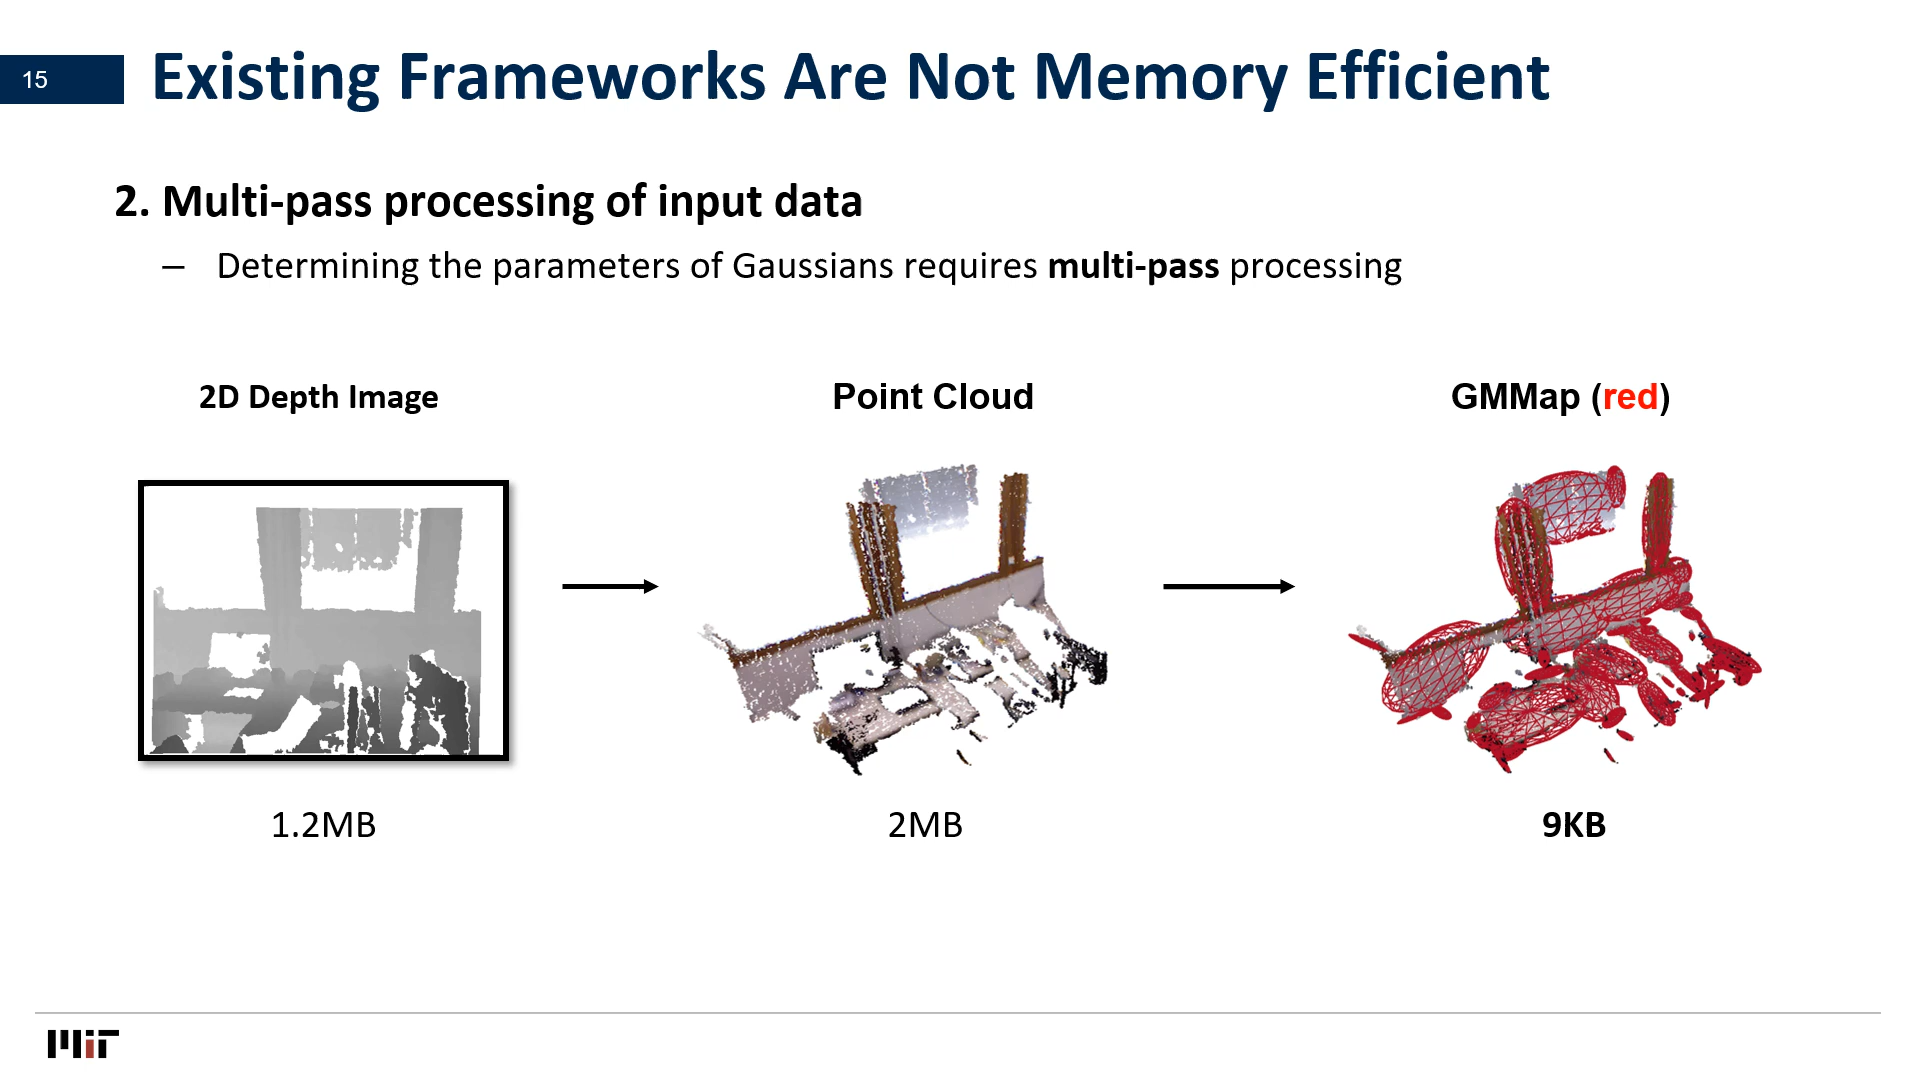 15
Existing Frameworks Are Not Memory Efficient
2. Multi-pass processing of input data
– Determining the parameters of Gaussians requires multi-pass processing
2D Depth Image
Point Cloud
GMMap (red)
1.2MB
2MB
9KB
MIT